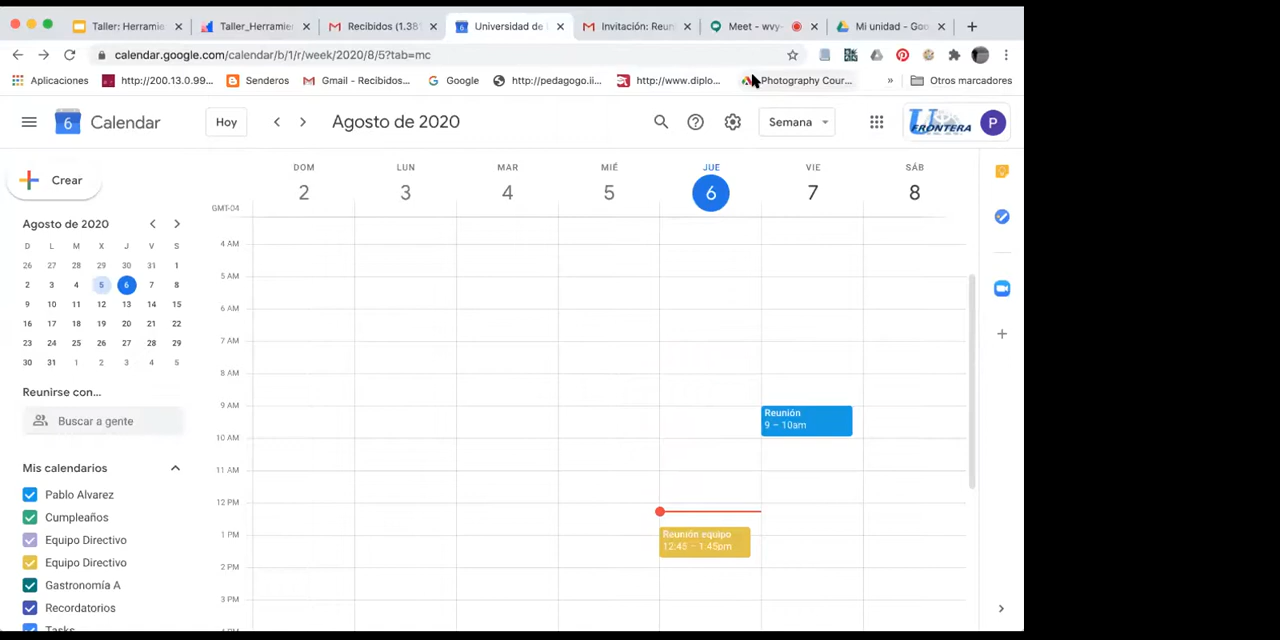 Taller: Herramie
Taller_Herramier
Recibidos (1.381
Universidad de
Invitación: Reun
Meet - wvy-
Mi unidad - Goo
calendar.google.com/calendar/b/1/r/week/2020/8/5?tab=mc
Aplicaciones
http://200.13.0.99...
Senderos
Gmail - Recibidos...
Google
http://pedagogo.ii...
http://www.diplo...
Photography Cour...
»
Otros marcadores
6
Calendar
Hoy
Agosto de 2020
Semana
U FRONTERA
P
Crear
DOM LUN MAR MIÉ JUE VIE SÁB
2 3 4 5 6 7 8
GMT-04
Agosto de 2020
D L M X J V S
26 27 28 29 30 31 1
2 3 4 5 6 7 8
9 10 11 12 13 14 15
16 17 18 19 20 21 22
23 24 25 26 27 28 29
30 31 1 2 3 4 5
Reunirse con...
Buscar a gente
Mis calendarios
Pablo Alvarez
Cumpleaños
Equipo Directivo
Equipo Directivo
Gastronomía A
Recordatorios
Tasks
4 AM
5 AM
6 AM
7 AM
8 AM
9 AM
10 AM
11 AM
12 PM
1 PM
2 PM
3 PM
Reunión
9 – 10am
Reunión equipo
12:45 – 1:45pm